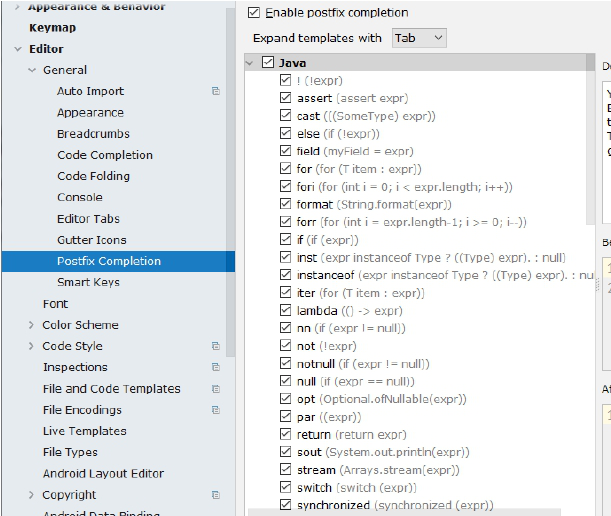 Appearance & Behavior
Keymap
Editor
General
Auto Import
Appearance
Breadcrumbs
Code Completion
Code Folding
Console
Editor Tabs
Gutter Icons
Postfix Completion
Smart Keys
Font
Color Scheme
Code Style
Inspections
File and Code Templates
File Encodings
Live Templates
File Types
Android Layout Editor
Copyright
Android Data Binding
Enable postfix completion
Expand templates with Tab
Java
! (!expr)
assert (assert expr)
cast (((SomeType) expr))
else (if (!expr))
field (myField = expr)
for (for (T item : expr))
fori (for (int i = 0; i < expr.length; i++))
format (String.format(expr))
forr (for (int i = expr.length-1; i >= 0; i--))
if (if (expr))
inst (expr instanceof Type ? ((Type) expr). : null)
instanceof (expr instanceof Type ? ((Type) expr). : nu
iter (for (T item : expr))
lambda (() -> expr)
nn (if (expr != null))
not (!expr)
notnull (if (expr != null))
null (if (expr == null))
opt (Optional.ofNullable(expr))
par ((expr))
return (return expr)
sout (System.out.println(expr))
stream (Arrays.stream(expr))
switch (switch (expr))
synchronized (synchronized (expr))